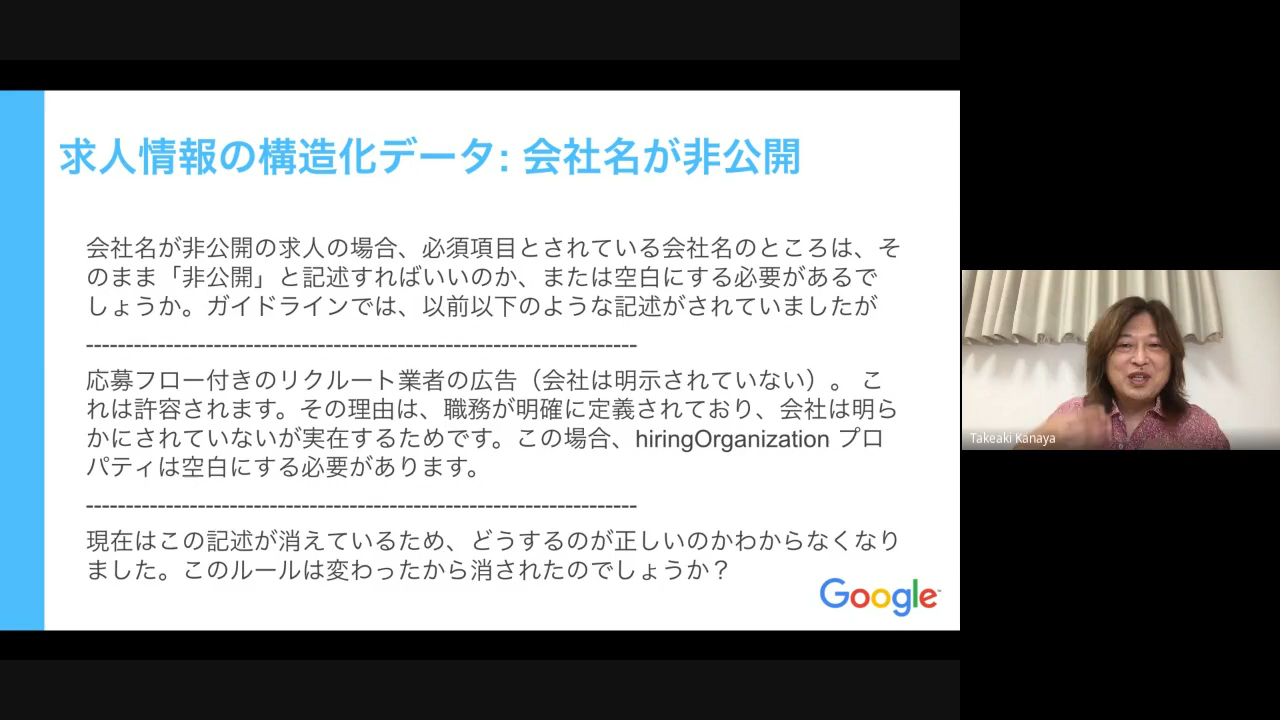 求人情報の構造化データ: 会社名が非公開
会社名が非公開の求人の場合、必須項目とされている会社名のところは、そ
のまま「非公開」と記述すればいいのか、または空白にする必要があるで
しょうか。ガイドラインでは、以前以下のような記述がされていましたが
---------------------------------------------------------------------
応募フロー付きのリクルート業者の広告（会社は明示されていない）。 こ
れは許容されます。その理由は、職務が明確に定義されており、会社は明ら
かにされていないが実在するためです。この場合、hiringOrganization プロ
パティは空白にする必要があります。
---------------------------------------------------------------------
現在はこの記述が消えているため、どうするのが正しいのかわからなくなり
ました。このルールは変わったから消されたのでしょうか？
Google
Takeaki Kanaya